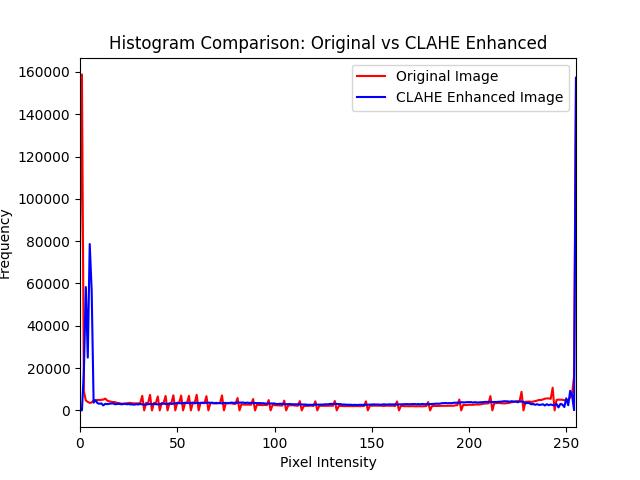 Histogram Comparison: Original vs CLAHE Enhanced
Original Image
CLAHE Enhanced Image
Frequency
160000
140000
120000
100000
80000
60000
40000
20000
0
0 50 100 150 200 250
Pixel Intensity